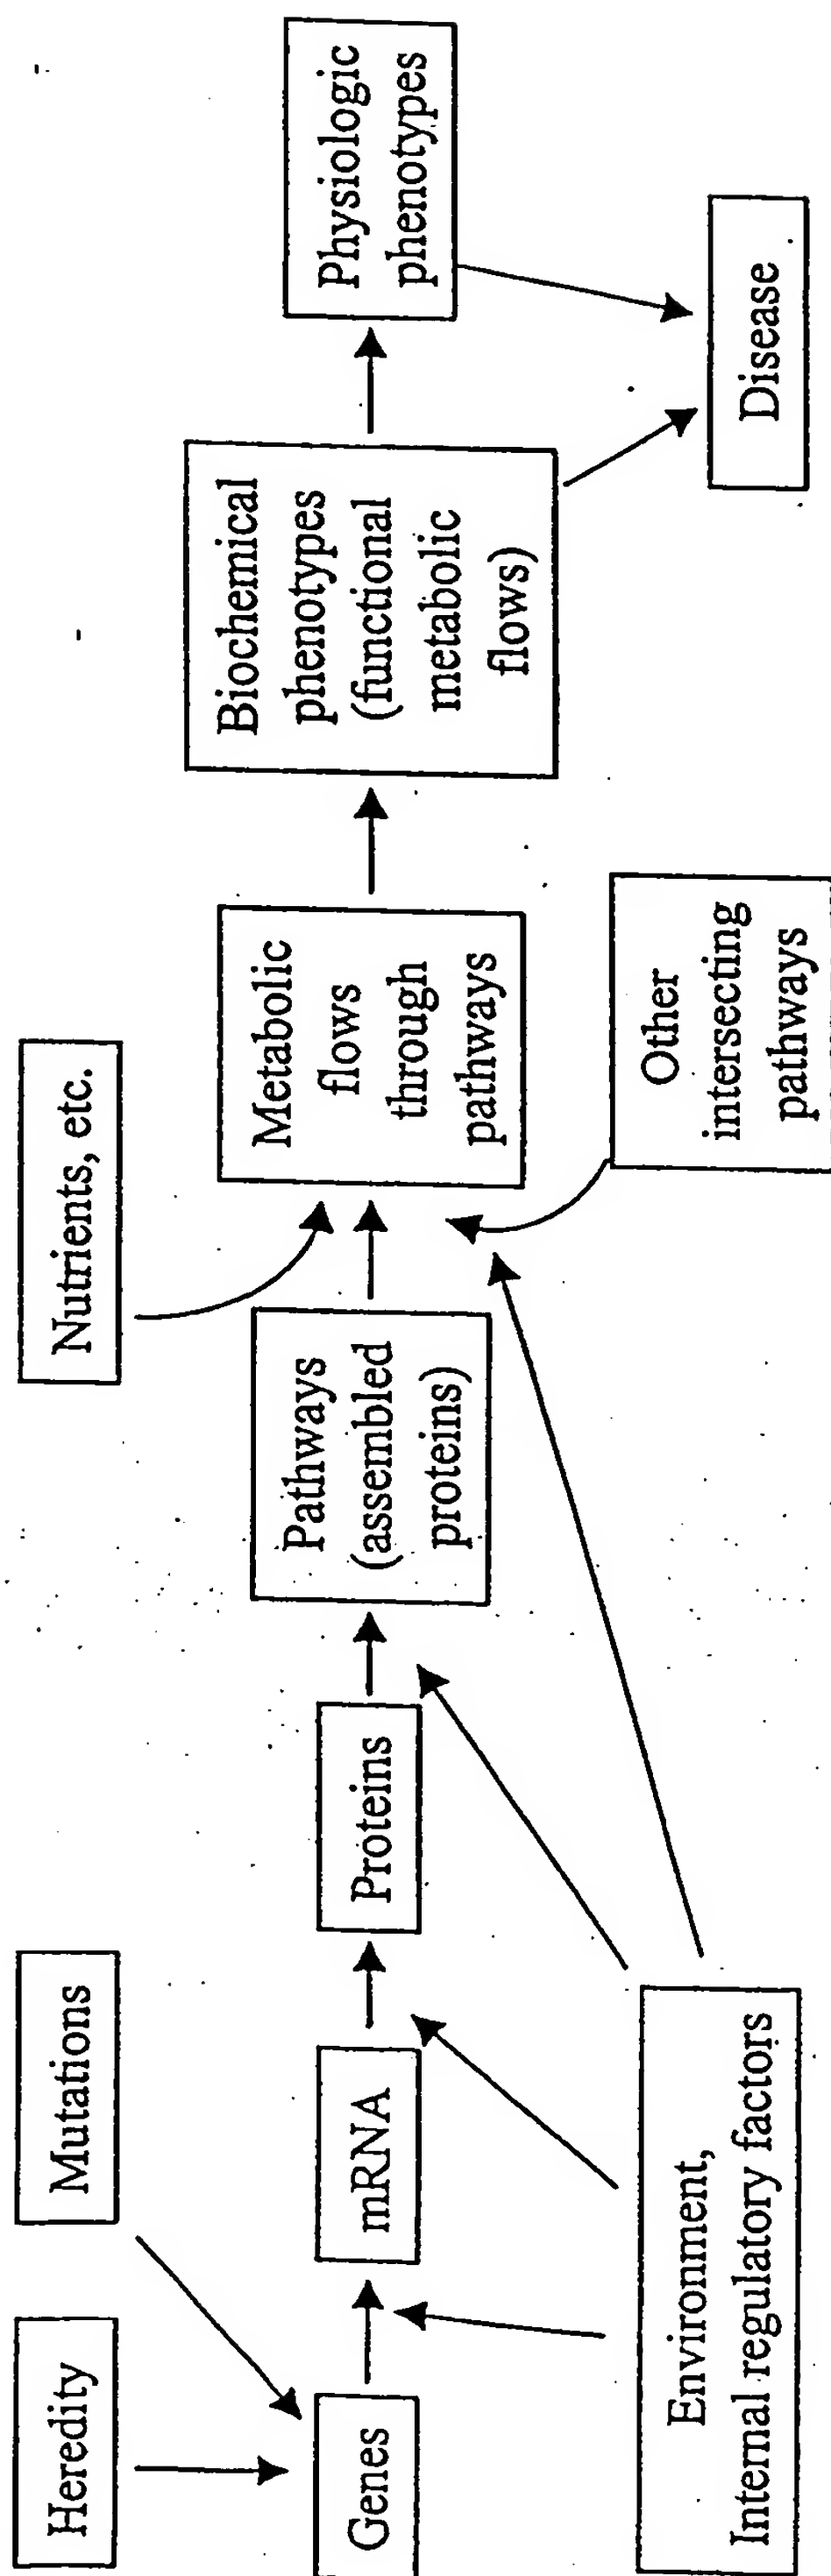 Heredity
Mutations
Nutrients, etc.
Genes
mRNA
Proteins
Pathways
(assembled
proteins)
Metabolic
flows
through
pathways
Biochemical
phenotypes
(functional
metabolic
flows)
Physiologic
phenotypes
Environment,
Internal regulatory factors
Other
intersecting
pathways
Disease